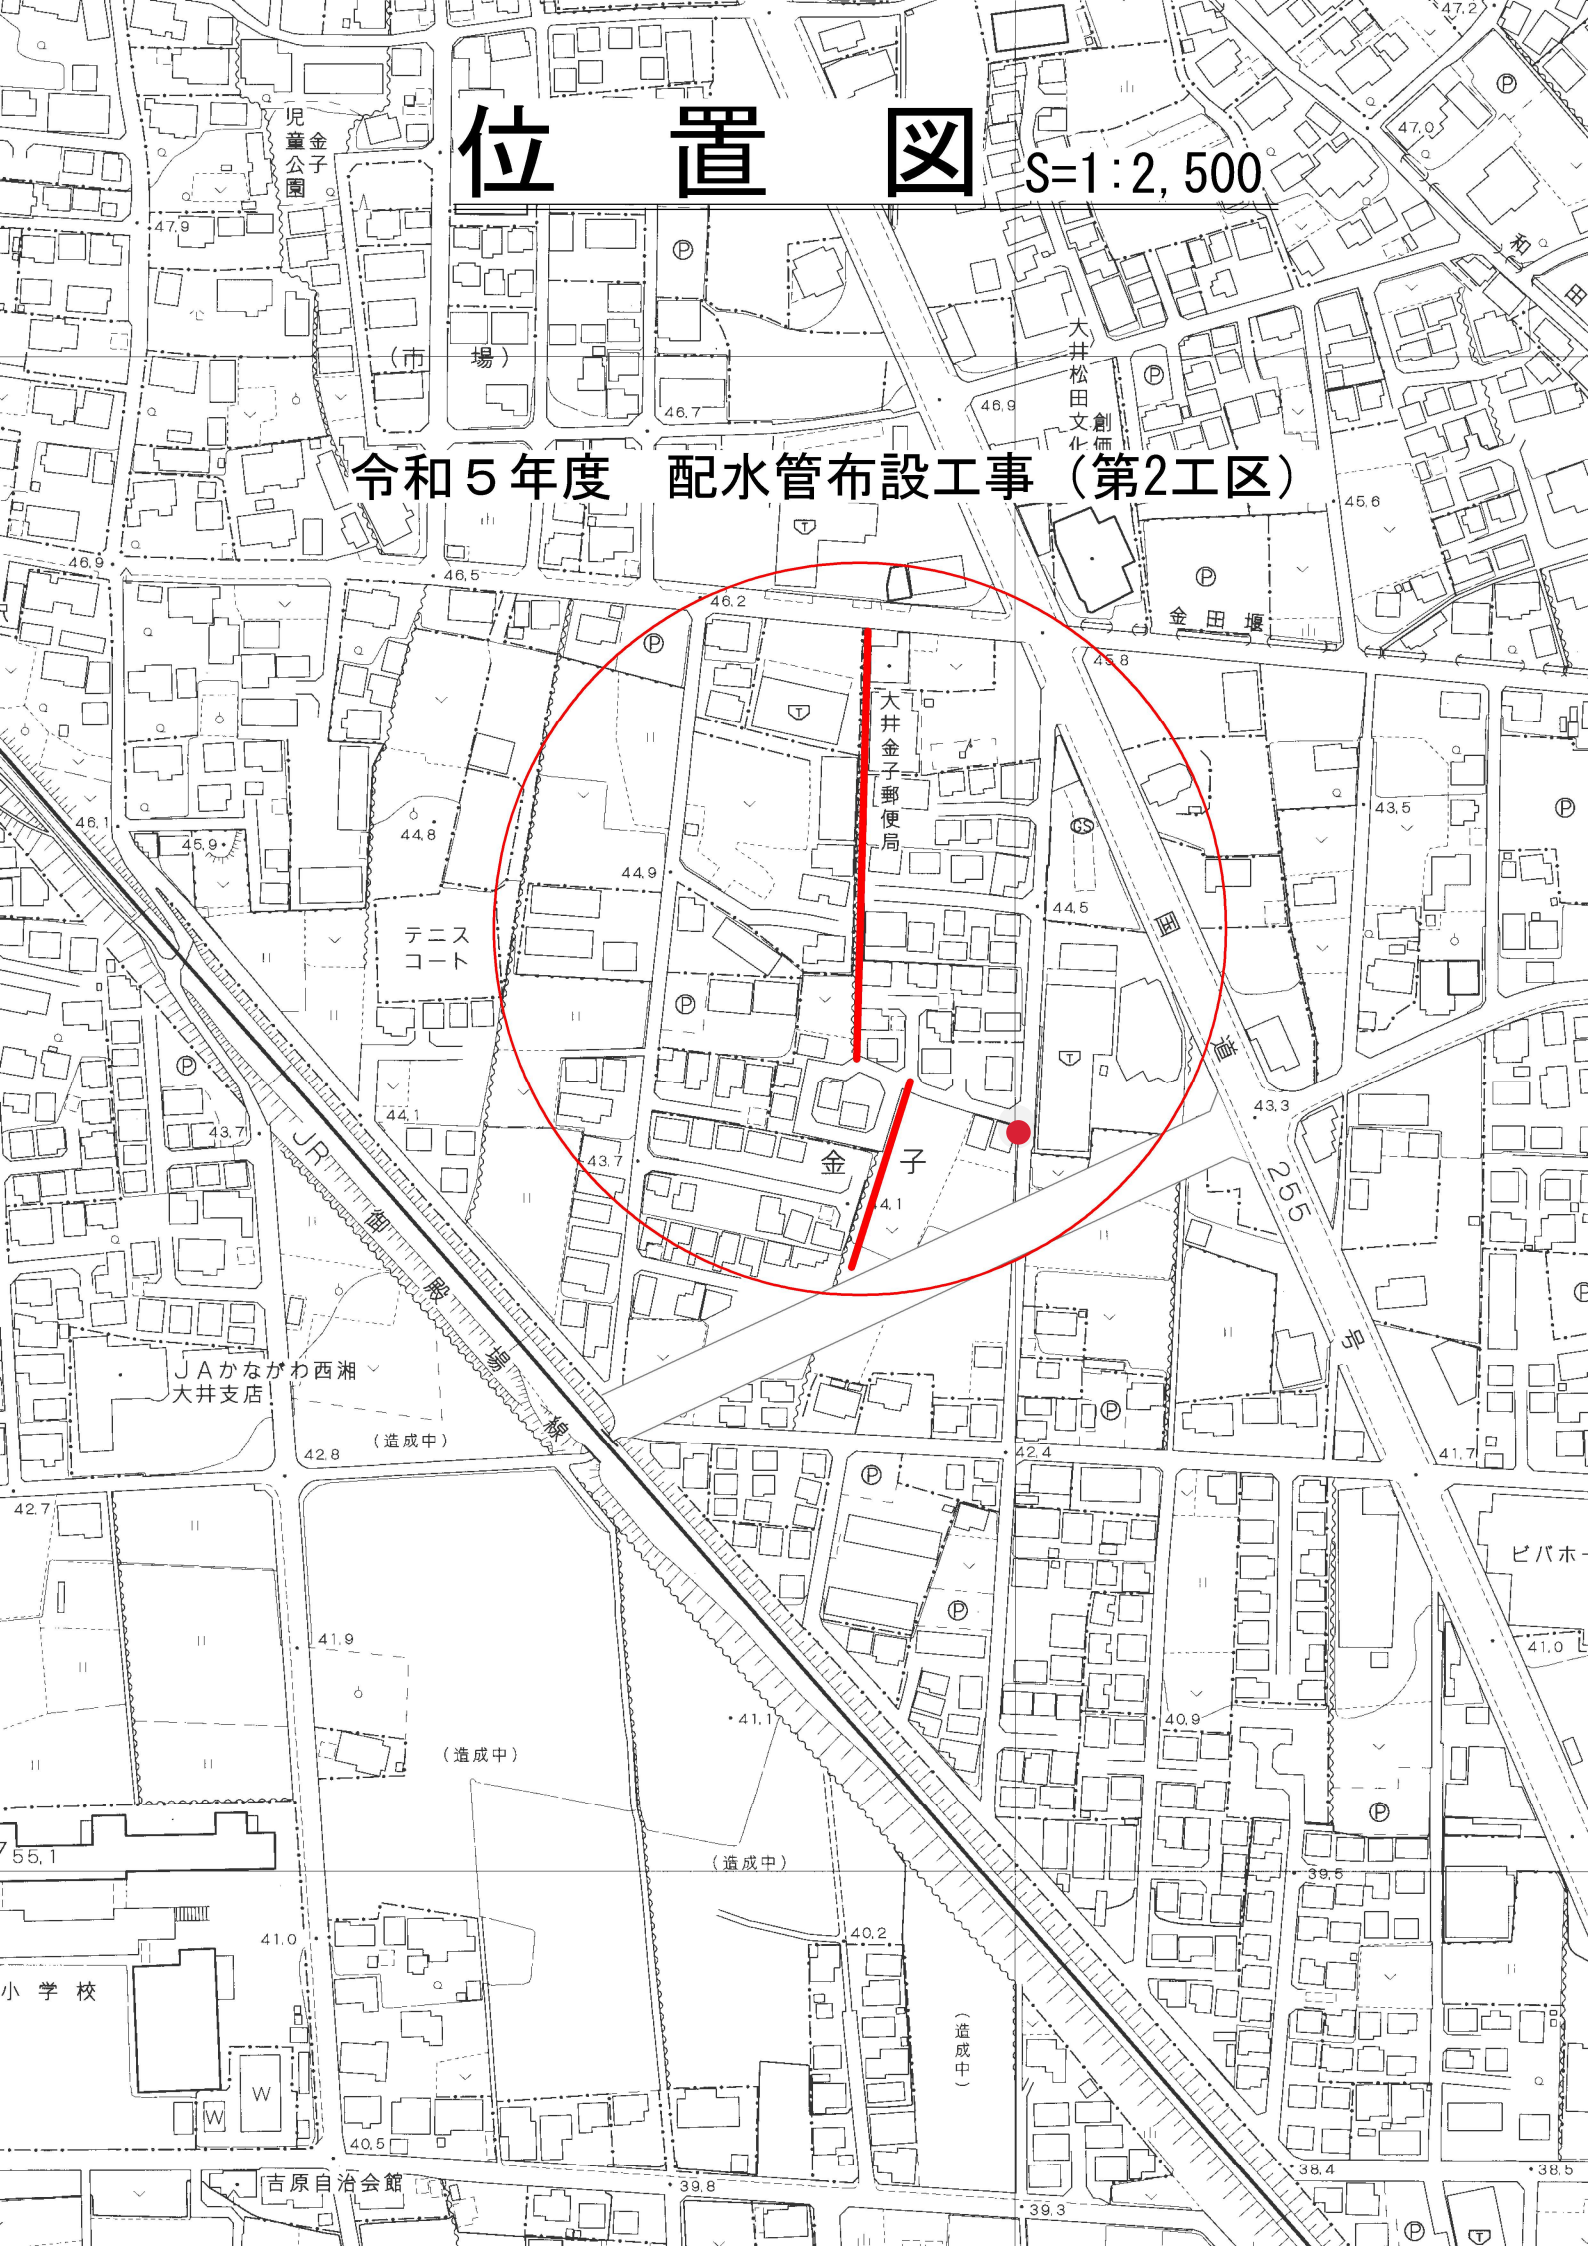 位置図 S=1:2,500
令和５年度 配水管布設工事（第2工区）
47.2
P
47.0
金子
児童公園
47.9
P
和
田
(市場)
大井松田文化
創価
P
46.7
46.9
45.6
T
46.9
46.5
46.2
P
金田堰
P
45.8
大井金子郵便局
T
46.1
45.9
44.8
44.9
GS
43.5
P
44.5
国
道
255
号
テニス
コート
P
T
P
44.1
43.7
43.7
43.3
金子
4.1
JR御殿場線
P
JAかながわ西湘
大井支店
(造成中)
42.8
P
42.4
41.7
42.7
P
ビバホー
P
41.9
41.0
41.1
40.9
(造成中)
P
55.1
(造成中)
39.5
41.0
40.2
小学校
(造成中)
W
W
40.5
吉原自治会館
39.8
39.3
38.4
38.5
P
T